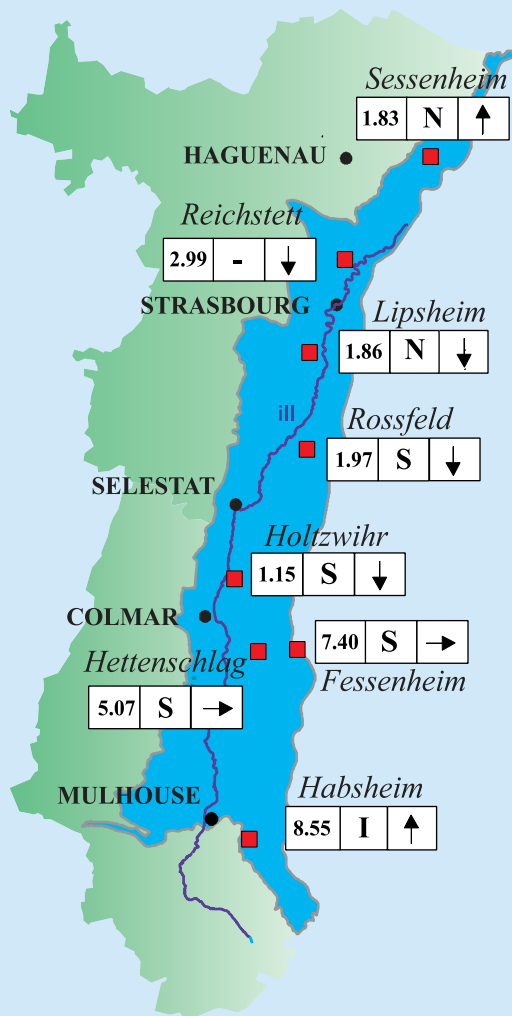 Sessenheim
1.83 N ↑
HAGUENAU
Reichstett
2.99 - ↓
STRASBOURG
Lipsheim
1.86 N ↓
ill
Rossfeld
1.97 S ↓
SELESTAT
Holtzwihr
1.15 S ↓
COLMAR
7.40 S →
Hettenschlag
Fessenheim
5.07 S →
MULHOUSE
Habsheim
8.55 I ↑